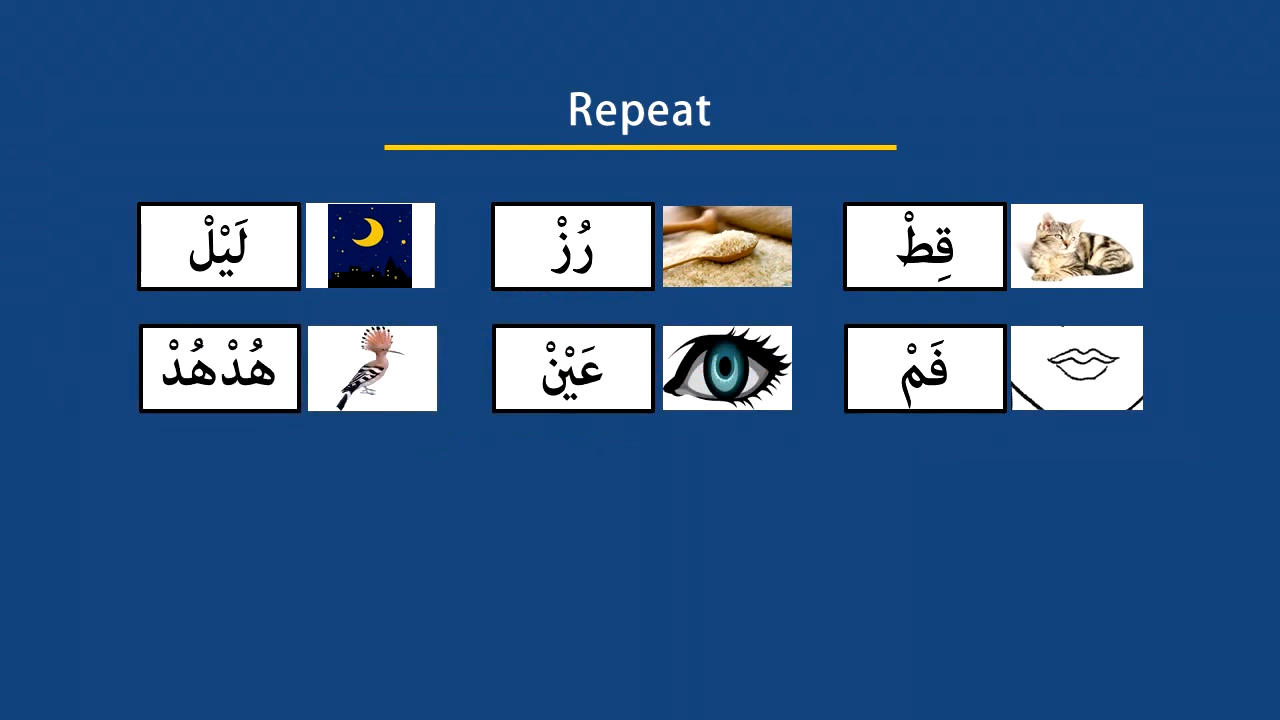 Repeat
قِطْ
رُزْ
لَيْلْ
فَمْ
عَيْنْ
هُدْهُدْ